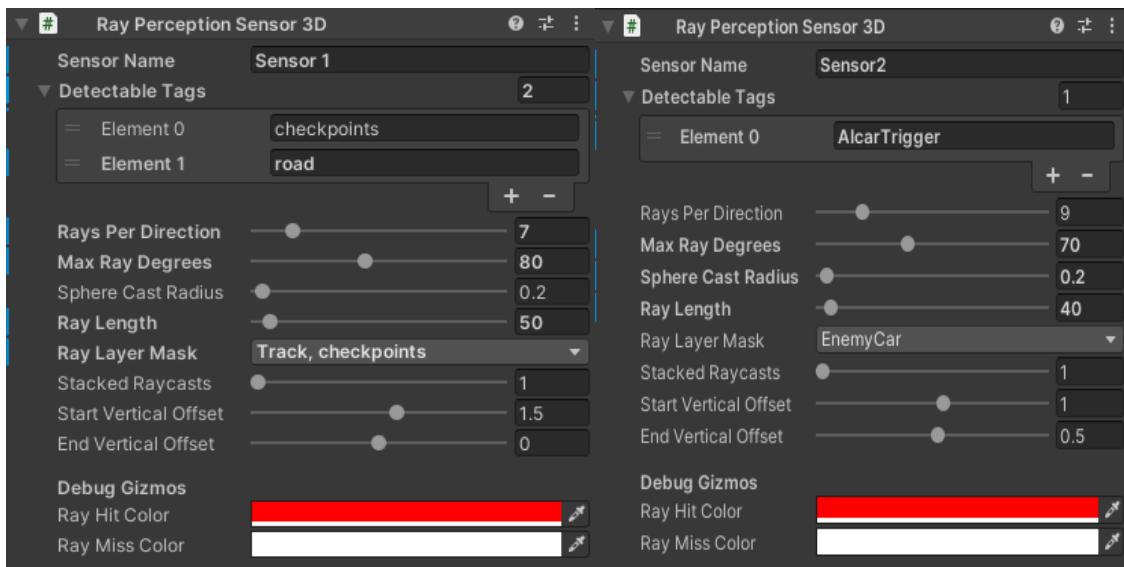 Ray Perception Sensor 3D
Sensor Name Sensor 1
Detectable Tags 2
Element 0 checkpoints
Element 1 road
+ -
Rays Per Direction 7
Max Ray Degrees 80
Sphere Cast Radius 0.2
Ray Length 50
Ray Layer Mask Track, checkpoints
Stacked Raycasts 1
Start Vertical Offset 1.5
End Vertical Offset 0
Debug Gizmos
Ray Hit Color
Ray Miss Color
Ray Perception Sensor 3D
Sensor Name Sensor2
Detectable Tags 1
Element 0 AIcarTrigger
+ -
Rays Per Direction 9
Max Ray Degrees 70
Sphere Cast Radius 0.2
Ray Length 40
Ray Layer Mask EnemyCar
Stacked Raycasts 1
Start Vertical Offset 1
End Vertical Offset 0.5
Debug Gizmos
Ray Hit Color
Ray Miss Color